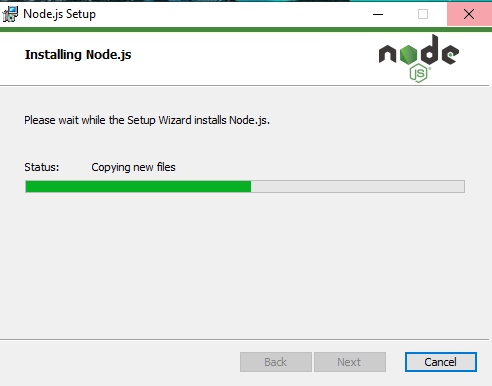 Node.js Setup
Installing Node.js
node
JS
Please wait while the Setup Wizard installs Node.js.
Status: Copying new files
Back Next Cancel